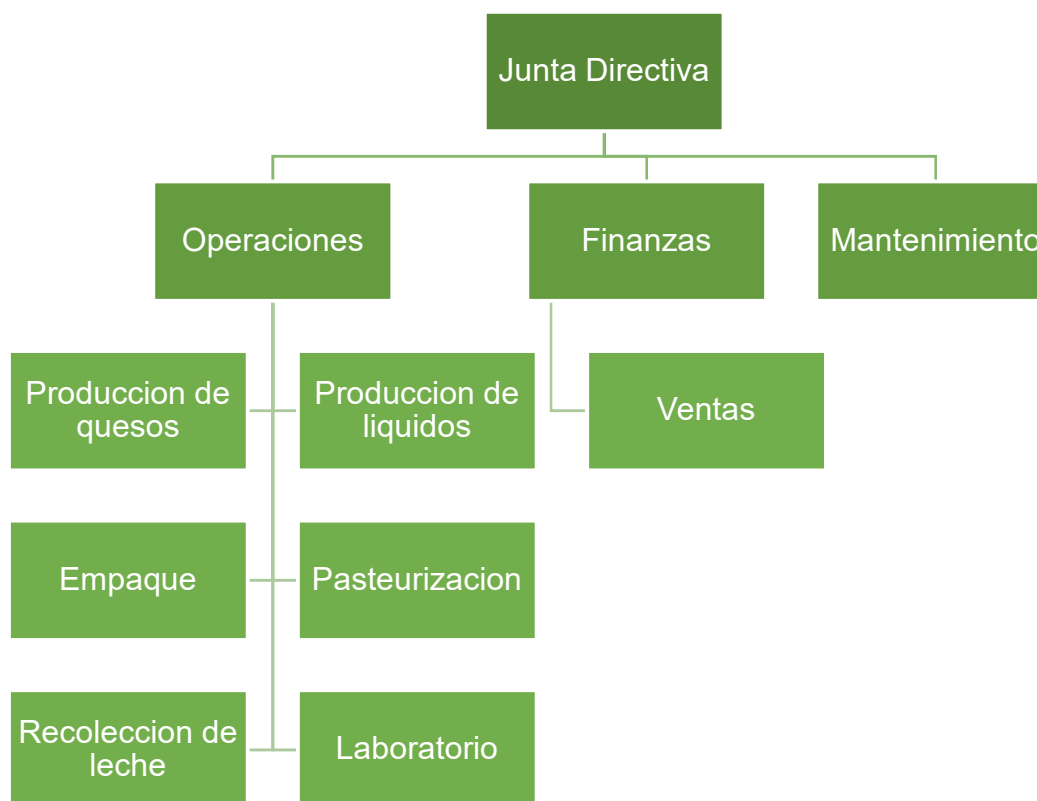 Junta Directiva
Operaciones
Finanzas
Mantenimiento
Produccion de
quesos
Produccion de
liquidos
Ventas
Empaque
Pasteurizacion
Recoleccion de
leche
Laboratorio